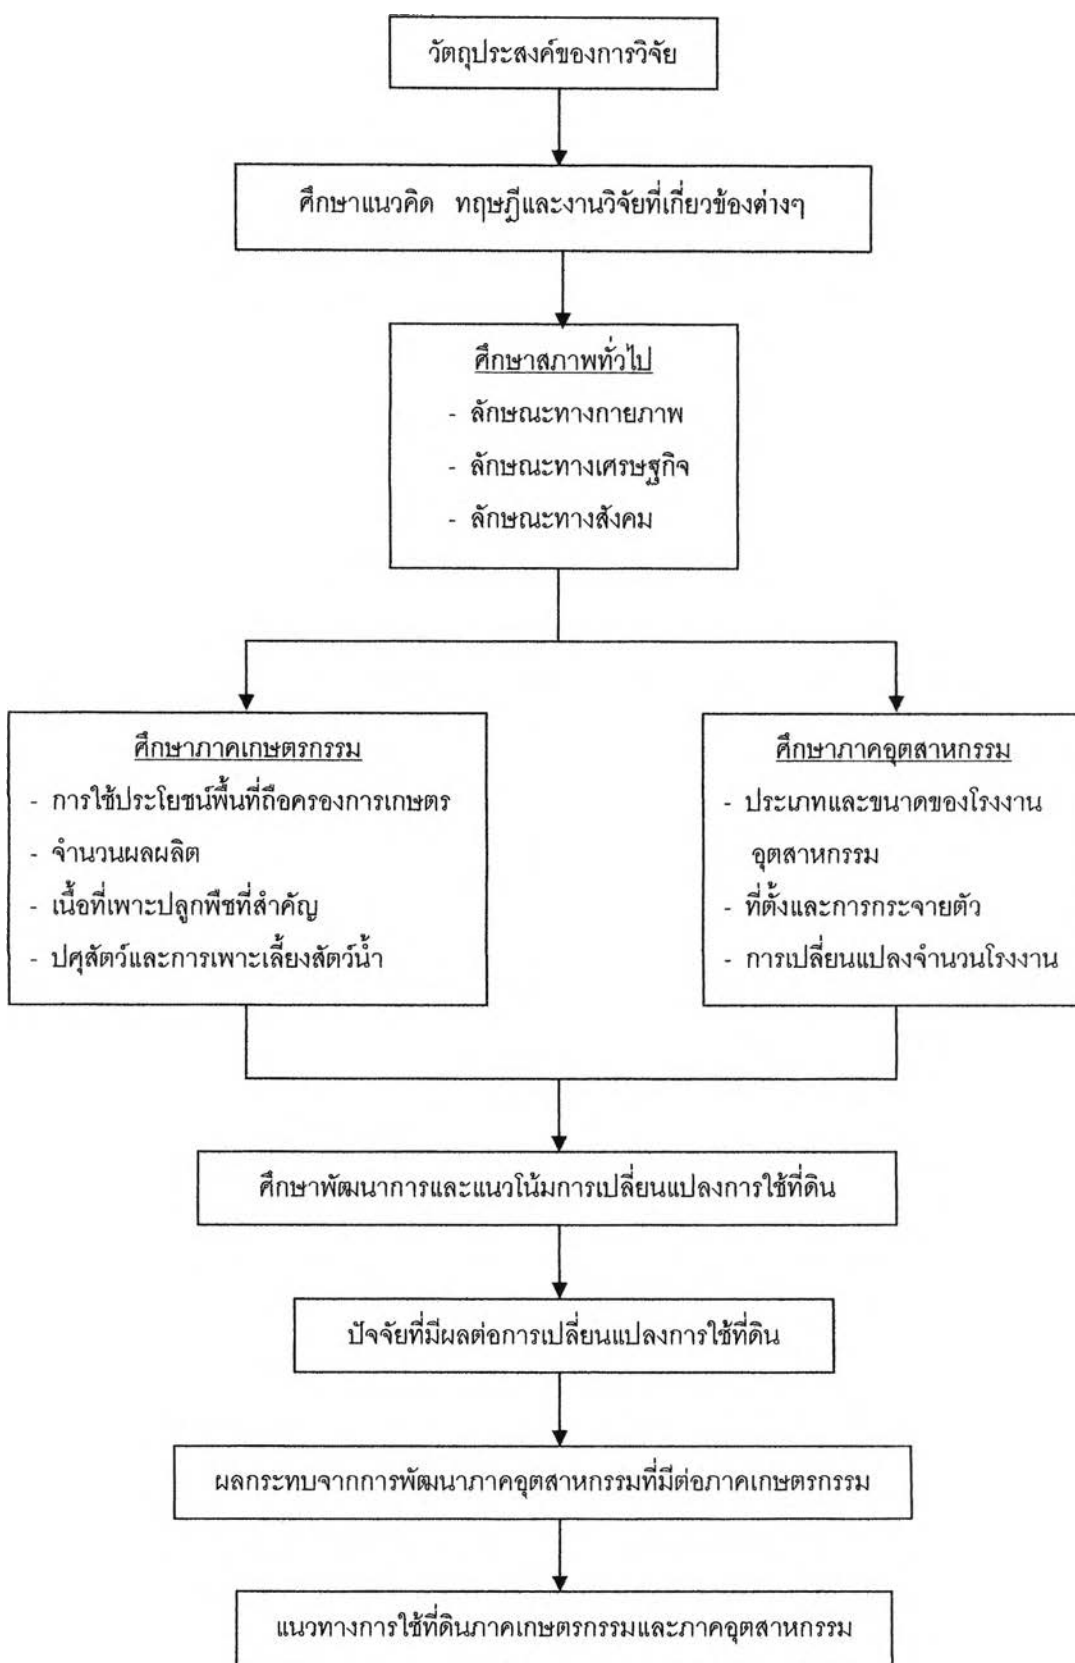 วัตถุประสงค์ของการวิจัย
ศึกษาแนวคิด ทฤษฎีและงานวิจัยที่เกี่ยวข้องต่างๆ
ศึกษาสภาพทั่วไป
- ลักษณะทางกายภาพ
- ลักษณะทางเศรษฐกิจ
- ลักษณะทางสังคม
ศึกษาภาคเกษตรกรรม
- การใช้ประโยชน์พื้นที่ถือครองการเกษตร
- จำนวนผลผลิต
- เนื้อที่เพาะปลูกพืชที่สำคัญ
- ปศุสัตว์และการเพาะเลี้ยงสัตว์น้ำ
ศึกษาภาคอุตสาหกรรม
- ประเภทและขนาดของโรงงาน
อุตสาหกรรม
- ที่ตั้งและการกระจายตัว
- การเปลี่ยนแปลงจำนวนโรงงาน
ศึกษาพัฒนาการและแนวโน้มการเปลี่ยนแปลงการใช้ที่ดิน
ปัจจัยที่มีผลต่อการเปลี่ยนแปลงการใช้ที่ดิน
ผลกระทบจากการพัฒนาภาคอุตสาหกรรมที่มีต่อภาคเกษตรกรรม
แนวทางการใช้ที่ดินภาคเกษตรกรรมและภาคอุตสาหกรรม